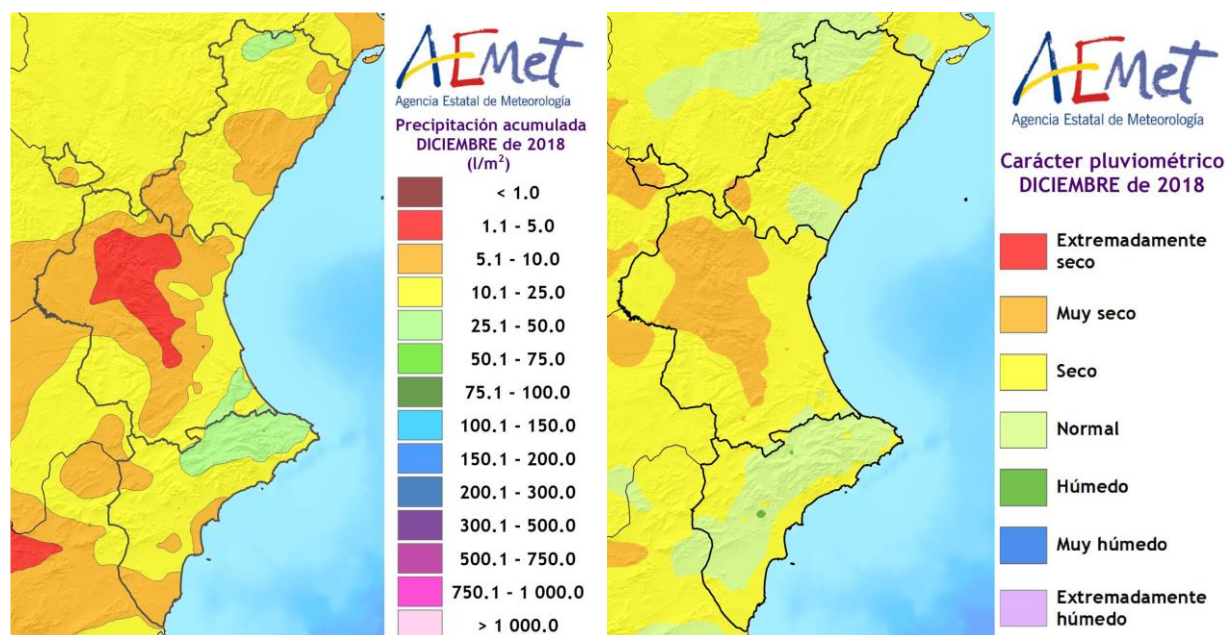 AEmet
Agencia Estatal de Meteorología
Precipitación acumulada
DICIEMBRE de 2018
(l/m²)
< 1.0
1.1 - 5.0
5.1 - 10.0
10.1 - 25.0
25.1 - 50.0
50.1 - 75.0
75.1 - 100.0
100.1 - 150.0
150.1 - 200.0
200.1 - 300.0
300.1 - 500.0
500.1 - 750.0
750.1 - 1 000.0
> 1 000.0
AEmet
Agencia Estatal de Meteorología
Carácter pluviométrico
DICIEMBRE de 2018
Extremadamente
seco
Muy seco
Seco
Normal
Húmedo
Muy húmedo
Extremadamente
húmedo